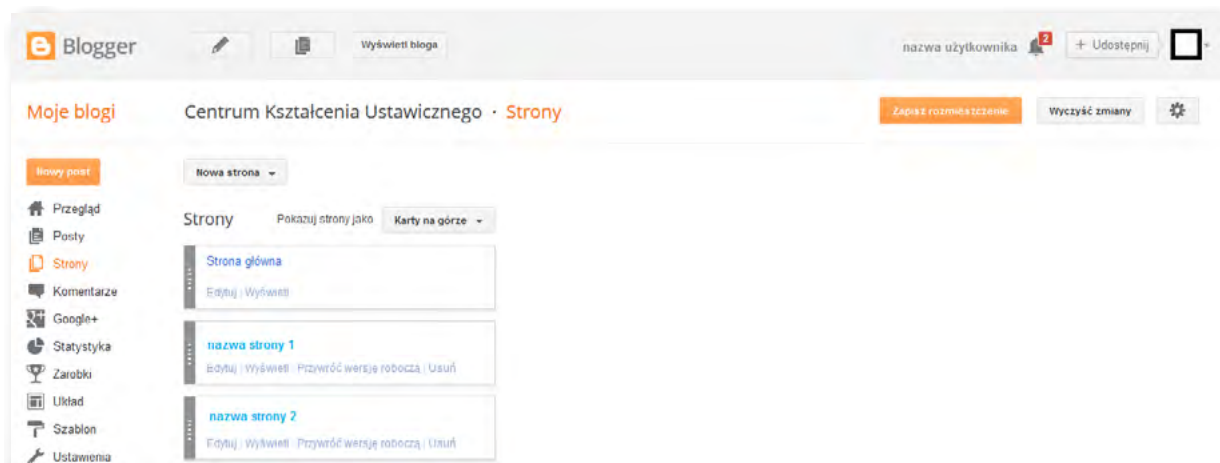 Blogger Wyświetl bloga nazwa użytkownika 2 + Udostępnij
Moje blogi Centrum Kształcenia Ustawicznego · Strony Zapisz rozmieszczenie Wyczyść zmiany
Nowy post Nowa strona
Przegląd
Strony Pokazuj strony jako Karty na górze
Posty
Strony
Strona główna
Komentarze
Edytuj | Wyświetl
Google+
Statystyka
nazwa strony 1
Zarobki
Edytuj | Wyświetl | Przywróć wersję roboczą | Usuń
Układ
nazwa strony 2
Szablon
Edytuj | Wyświetl | Przywróć wersję roboczą | Usuń
Ustawienia